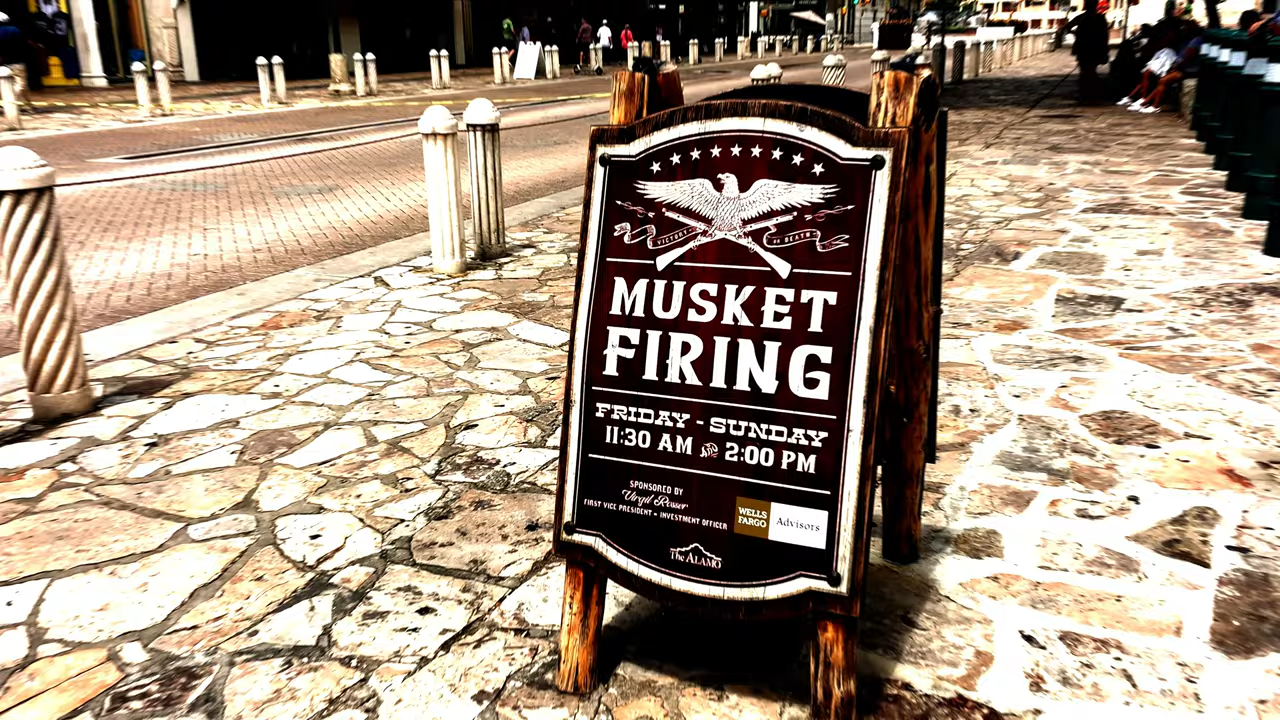 VICTORY OR DEATH
MUSKET
FIRING
FRIDAY - SUNDAY
11:30 AM & 2:00 PM
SPONSORED BY
Virgil Rosser
FIRST VICE PRESIDENT • INVESTMENT OFFICER
WELLS
FARGO
Advisors
The ALAMO